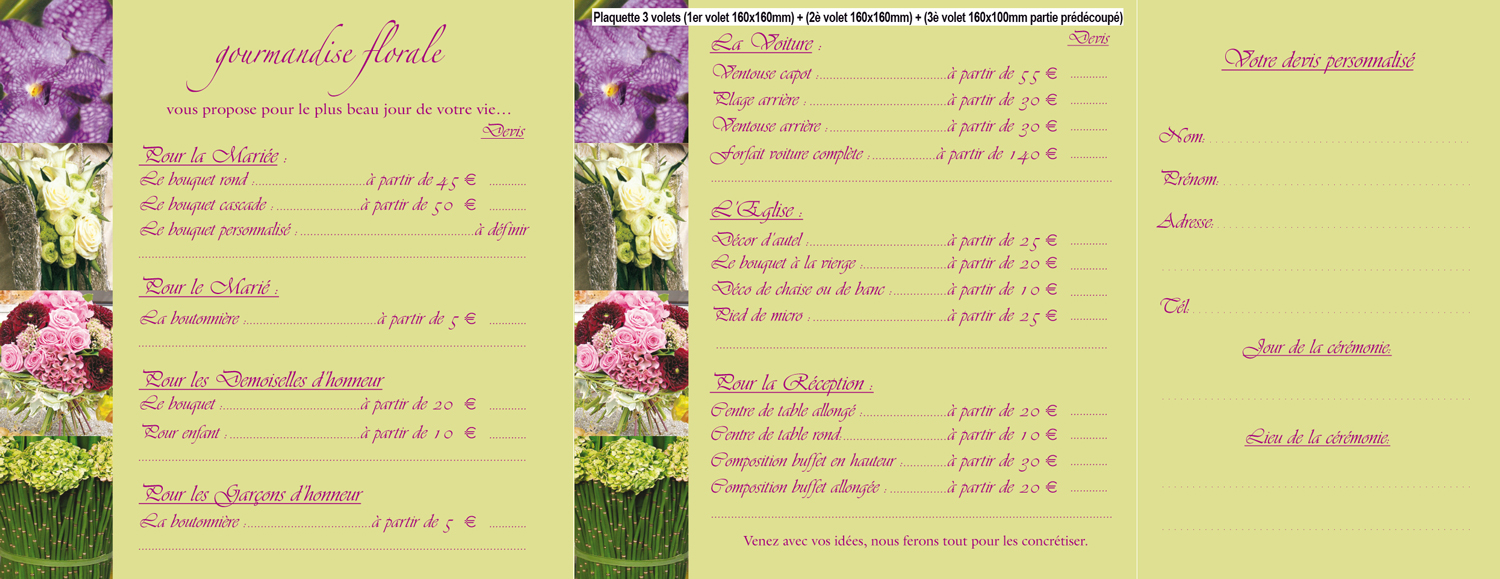 Plaquette 3 volets (1er volet 160x160mm) + (2è volet 160x160mm) + (3è volet 160x100mm partie prédécoupé)
gourmandise florale
vous propose pour le plus beau jour de votre vie...
Devis
Pour la Mariée :
Le bouquet rond :..............................à partir de 45 € ............
Le bouquet cascade : ......................à partir de 50 € ............
Le bouquet personnalisé : ..............................................à définir
Pour le Marié :
La boutonnière :...................................à partir de 5 € ............
Pour les Demoiselles d'honneur
Le bouquet :.....................................à partir de 20 € ............
Pour enfant : ...................................à partir de 10 € ............
Pour les Garçons d'honneur
La boutonnière :.................................à partir de 5 € ............
La Voiture :
Devis
Ventouse capot :..................................à partir de 55 € ............
Plage arrière : ....................................à partir de 30 € ............
Ventouse arrière : ...............................à partir de 30 € ............
Forfait voiture complète : .................à partir de 140 € ............
L'Eglise :
Décor d'autel :.....................................à partir de 25 € ............
Le bouquet à la vierge : ......................à partir de 20 € ............
Déco de chaise ou de banc : ...............à partir de 10 € ............
Pied de micro : ....................................à partir de 25 € ............
Pour la Réception :
Centre de table allongé : ......................à partir de 20 € ............
Centre de table rond:............................à partir de 10 € ............
Composition buffet en hauteur :............à partir de 30 € ............
Composition buffet allongée : ................à partir de 20 € ............
Venez avec vos idées, nous ferons tout pour les concrétiser.
Votre devis personnalisé
Nom: ........................................
Prénom: ......................................
Adresse: ......................................
Tél: ..........................................
Jour de la cérémonie:
Lieu de la cérémonie: